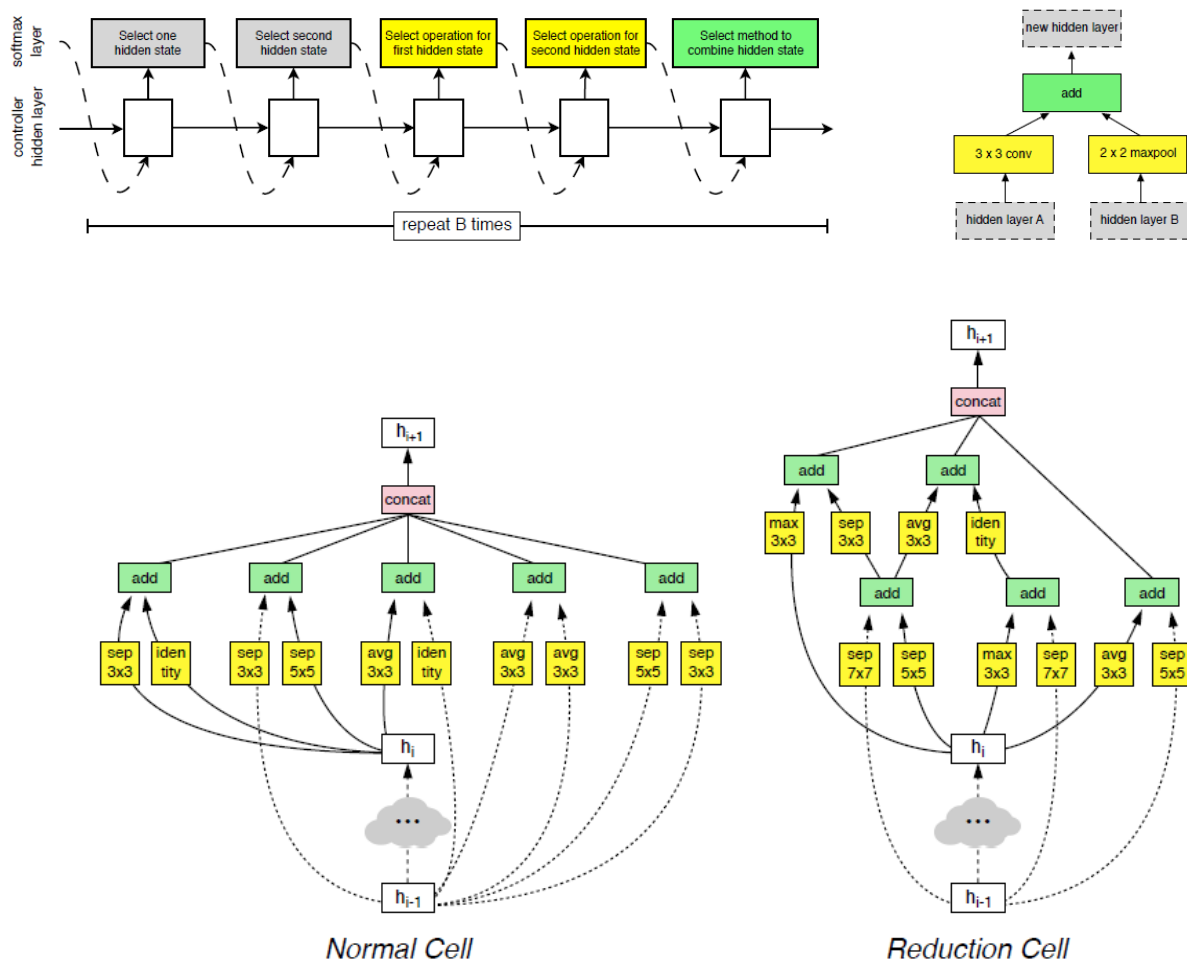 softmax
layer
controller
hidden layer
Select one
hidden state
Select second
hidden state
Select operation for
first hidden state
Select operation for
second hidden state
Select method to
combine hidden state
repeat B times
new hidden layer
add
3 x 3 conv
2 x 2 maxpool
hidden layer A
hidden layer B
hi+1
concat
add
add
add
add
add
sep
3x3
iden
tity
sep
3x3
sep
5x5
avg
3x3
iden
tity
avg
3x3
avg
3x3
sep
5x5
sep
3x3
hi
...
hi-1
Normal Cell
hi+1
concat
add
add
max
3x3
sep
3x3
avg
3x3
iden
tity
add
add
add
sep
7x7
sep
5x5
max
3x3
sep
7x7
avg
3x3
sep
5x5
hi
...
hi-1
Reduction Cell